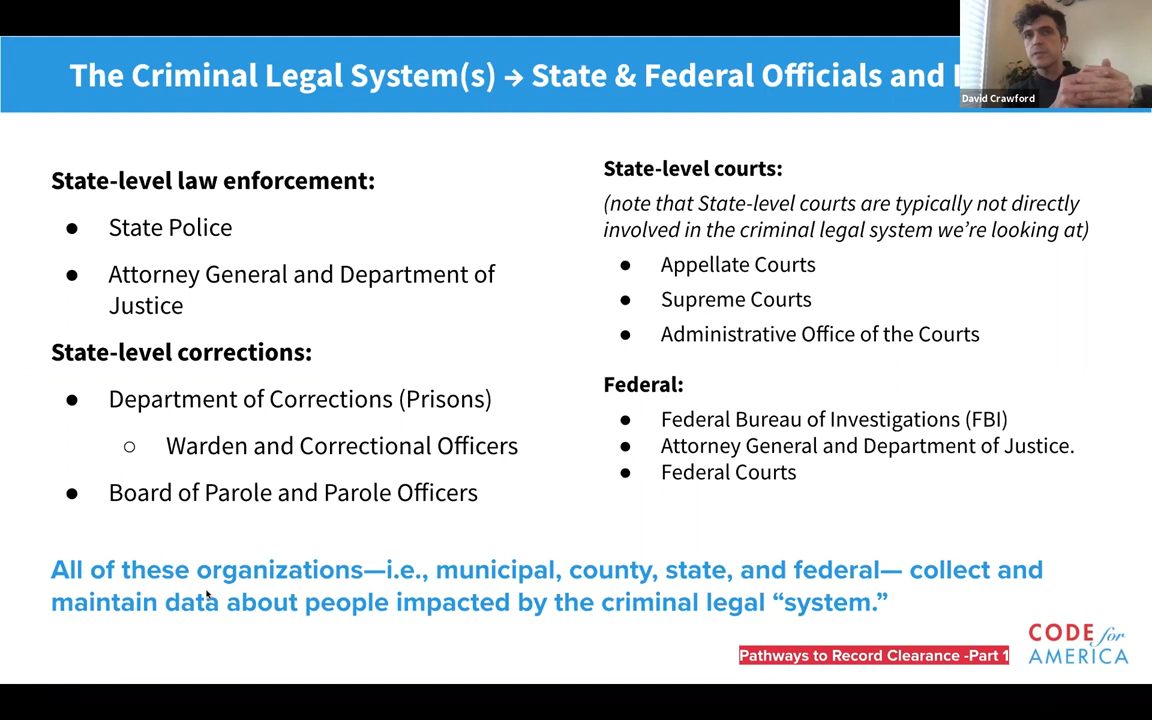 The Criminal Legal System(s) → State & Federal Officials and
David Crawford
State-level law enforcement:
● State Police
● Attorney General and Department of
Justice
State-level corrections:
● Department of Corrections (Prisons)
○ Warden and Correctional Officers
● Board of Parole and Parole Officers
State-level courts:
(note that State-level courts are typically not directly
involved in the criminal legal system we’re looking at)
● Appellate Courts
● Supreme Courts
● Administrative Office of the Courts
Federal:
● Federal Bureau of Investigations (FBI)
● Attorney General and Department of Justice.
● Federal Courts
All of these organizations—i.e., municipal, county, state, and federal— collect and
maintain data about people impacted by the criminal legal “system.”
Pathways to Record Clearance -Part 1
CODE for
AMERICA